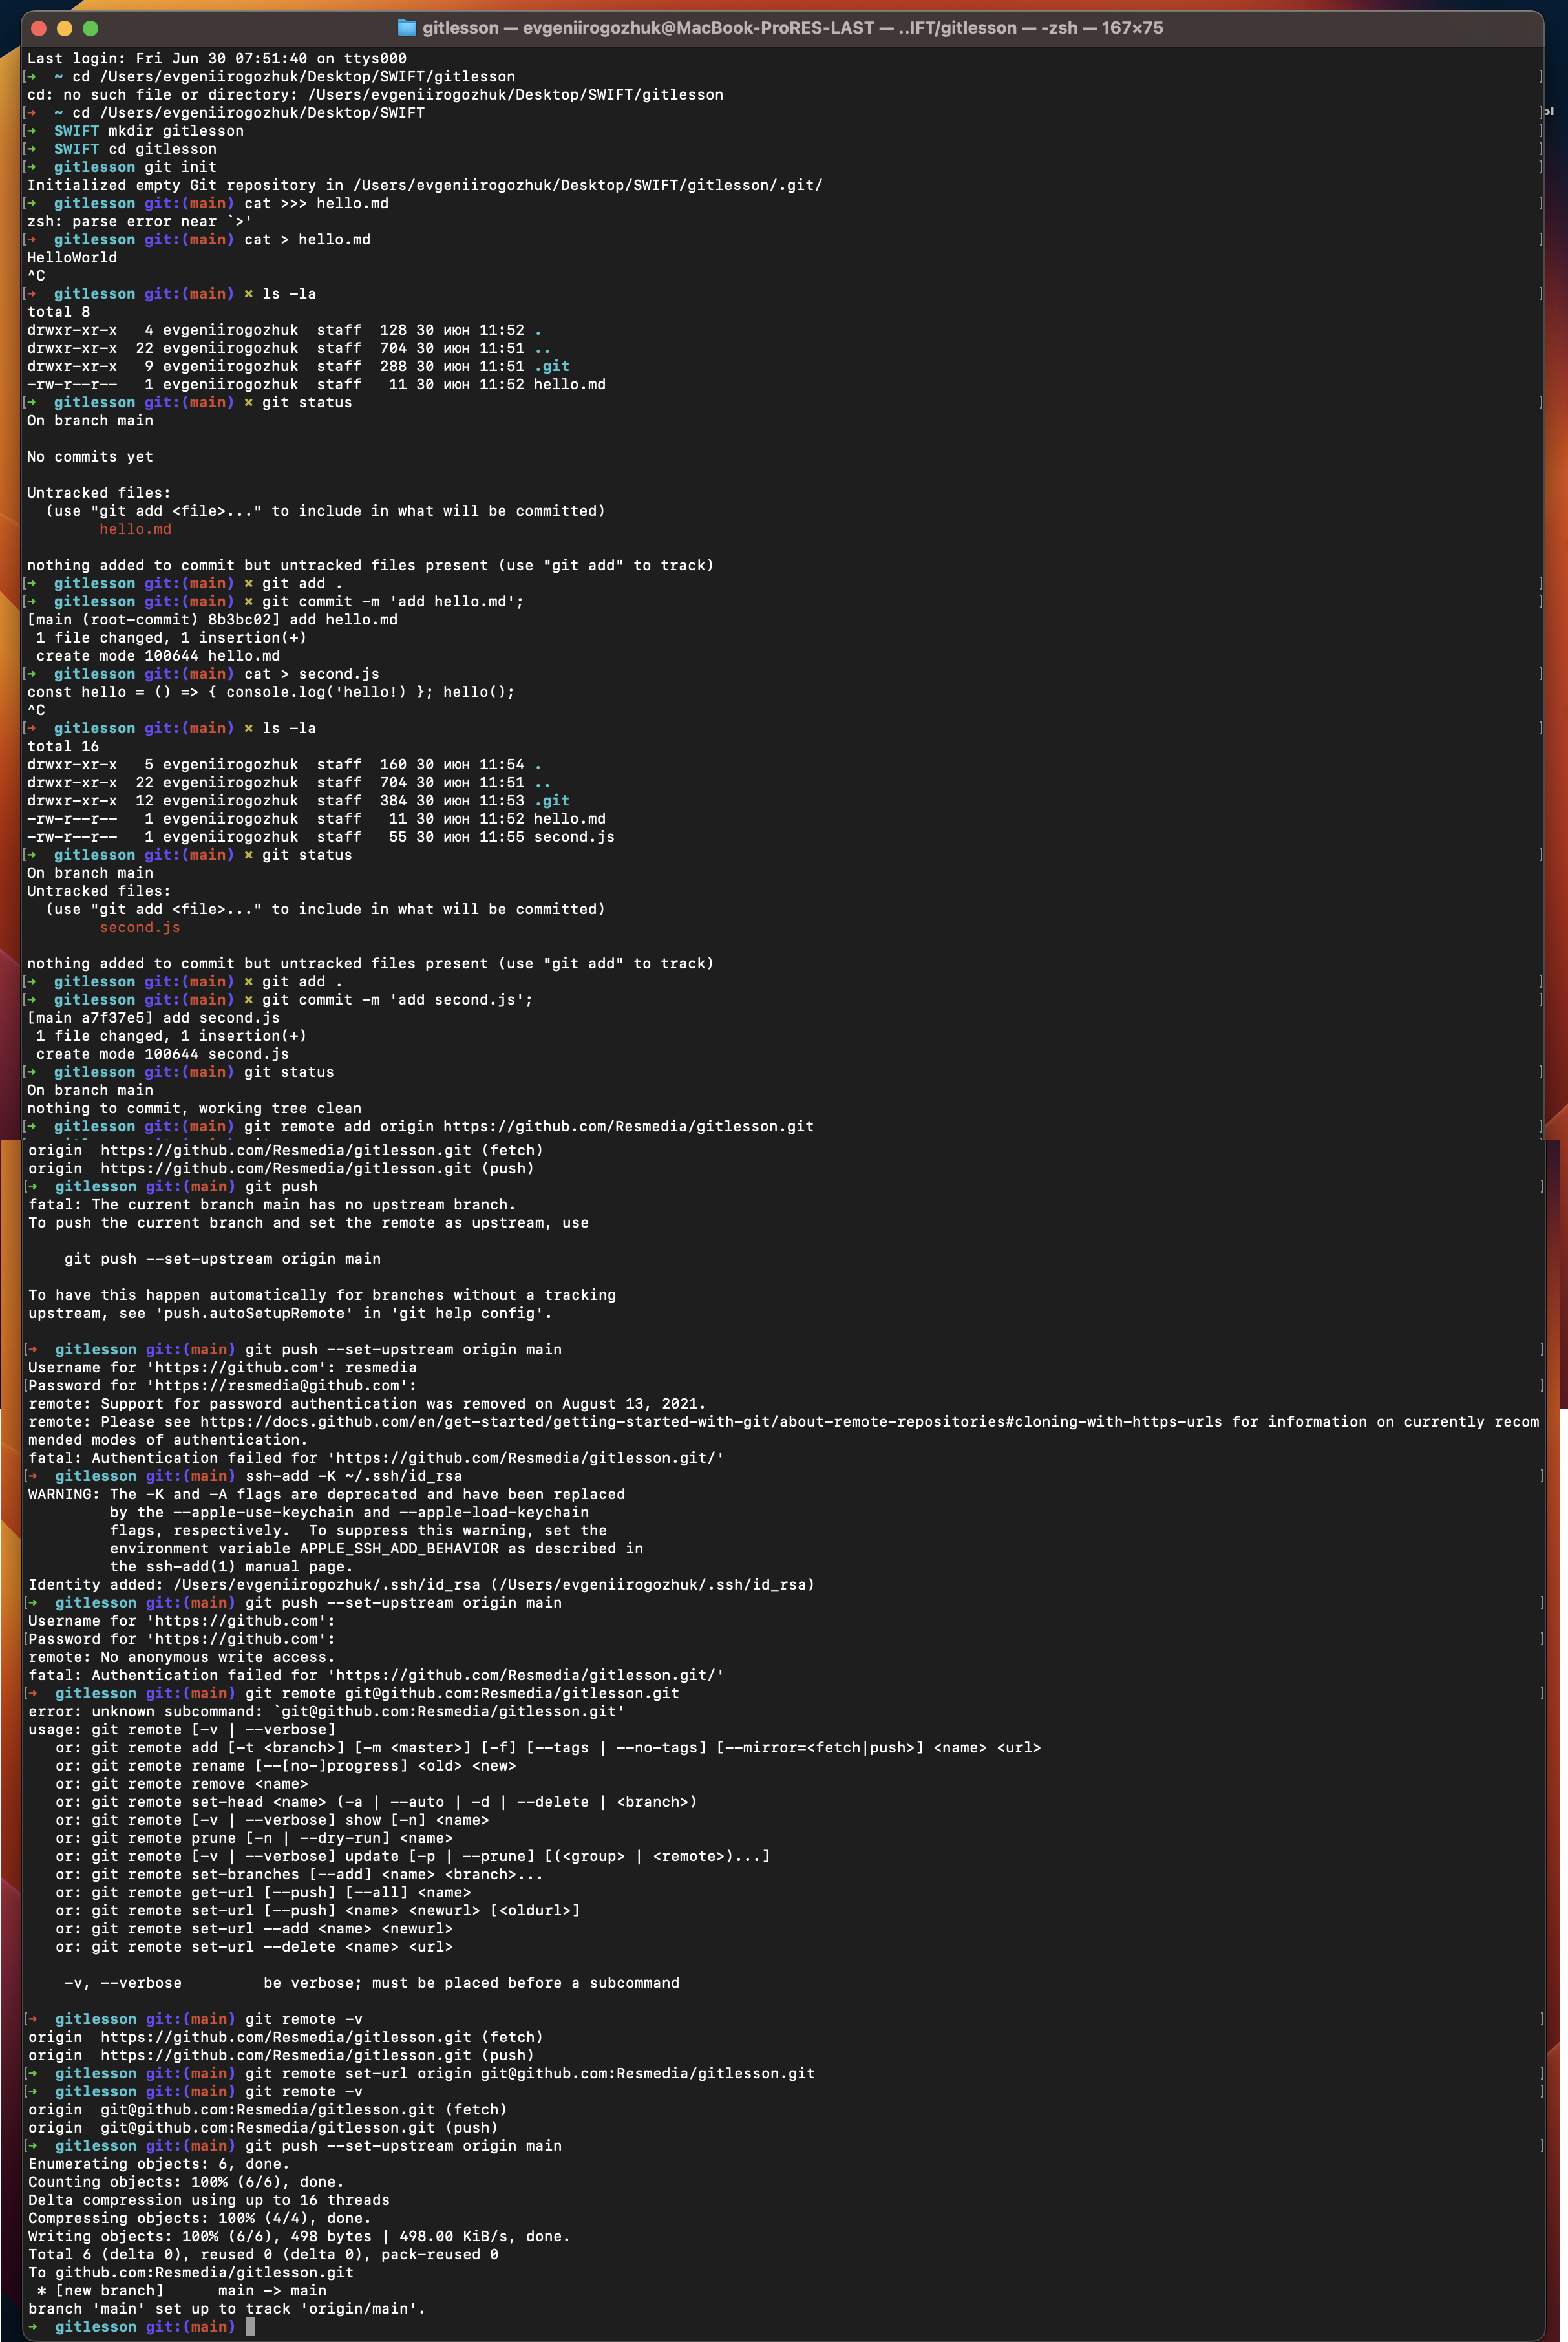 gitlesson — evgeniirogozhuk@MacBook-ProRES-LAST — ..IFT/gitlesson — -zsh — 167×75
Last login: Fri Jun 30 07:51:40 on ttys000
[➜  ~ cd /Users/evgeniirogozhuk/Desktop/SWIFT/gitlesson ]
cd: no such file or directory: /Users/evgeniirogozhuk/Desktop/SWIFT/gitlesson
[➜  ~ cd /Users/evgeniirogozhuk/Desktop/SWIFT ]
[➜  SWIFT mkdir gitlesson ]
[➜  SWIFT cd gitlesson ]
[➜  gitlesson git init ]
Initialized empty Git repository in /Users/evgeniirogozhuk/Desktop/SWIFT/gitlesson/.git/
[➜  gitlesson git:(main) cat >>> hello.md ]
zsh: parse error near `>'
[➜  gitlesson git:(main) cat > hello.md ]
HelloWorld
^C
[➜  gitlesson git:(main) × ls -la ]
total 8
drwxr-xr-x   4 evgeniirogozhuk  staff  128 30 июн 11:52 .
drwxr-xr-x  22 evgeniirogozhuk  staff  704 30 июн 11:51 ..
drwxr-xr-x   9 evgeniirogozhuk  staff  288 30 июн 11:51 .git
-rw-r--r--   1 evgeniirogozhuk  staff   11 30 июн 11:52 hello.md
[➜  gitlesson git:(main) × git status ]
On branch main
No commits yet
Untracked files:
  (use "git add <file>..." to include in what will be committed)
        hello.md
nothing added to commit but untracked files present (use "git add" to track)
[➜  gitlesson git:(main) × git add . ]
[➜  gitlesson git:(main) × git commit -m 'add hello.md'; ]
[main (root-commit) 8b3bc02] add hello.md
 1 file changed, 1 insertion(+)
 create mode 100644 hello.md
[➜  gitlesson git:(main) cat > second.js ]
const hello = () => { console.log('hello!) }; hello();
^C
[➜  gitlesson git:(main) × ls -la ]
total 16
drwxr-xr-x   5 evgeniirogozhuk  staff  160 30 июн 11:54 .
drwxr-xr-x  22 evgeniirogozhuk  staff  704 30 июн 11:51 ..
drwxr-xr-x  12 evgeniirogozhuk  staff  384 30 июн 11:53 .git
-rw-r--r--   1 evgeniirogozhuk  staff   11 30 июн 11:52 hello.md
-rw-r--r--   1 evgeniirogozhuk  staff   55 30 июн 11:55 second.js
[➜  gitlesson git:(main) × git status ]
On branch main
Untracked files:
  (use "git add <file>..." to include in what will be committed)
        second.js
nothing added to commit but untracked files present (use "git add" to track)
[➜  gitlesson git:(main) × git add . ]
[➜  gitlesson git:(main) × git commit -m 'add second.js'; ]
[main a7f37e5] add second.js
 1 file changed, 1 insertion(+)
 create mode 100644 second.js
[➜  gitlesson git:(main) git status ]
On branch main
nothing to commit, working tree clean
[➜  gitlesson git:(main) git remote add origin https://github.com/Resmedia/gitlesson.git ]
origin  https://github.com/Resmedia/gitlesson.git (fetch)
origin  https://github.com/Resmedia/gitlesson.git (push)
[➜  gitlesson git:(main) git push ]
fatal: The current branch main has no upstream branch.
To push the current branch and set the remote as upstream, use
    git push --set-upstream origin main
To have this happen automatically for branches without a tracking
upstream, see 'push.autoSetupRemote' in 'git help config'.
[➜  gitlesson git:(main) git push --set-upstream origin main ]
Username for 'https://github.com': resmedia
[Password for 'https://resmedia@github.com': ]
remote: Support for password authentication was removed on August 13, 2021.
remote: Please see https://docs.github.com/en/get-started/getting-started-with-git/about-remote-repositories#cloning-with-https-urls for information on currently recom
mended modes of authentication.
fatal: Authentication failed for 'https://github.com/Resmedia/gitlesson.git/'
[➜  gitlesson git:(main) ssh-add -K ~/.ssh/id_rsa ]
WARNING: The -K and -A flags are deprecated and have been replaced
         by the --apple-use-keychain and --apple-load-keychain
         flags, respectively.  To suppress this warning, set the
         environment variable APPLE_SSH_ADD_BEHAVIOR as described in
         the ssh-add(1) manual page.
Identity added: /Users/evgeniirogozhuk/.ssh/id_rsa (/Users/evgeniirogozhuk/.ssh/id_rsa)
[➜  gitlesson git:(main) git push --set-upstream origin main ]
Username for 'https://github.com':
[Password for 'https://github.com': ]
remote: No anonymous write access.
fatal: Authentication failed for 'https://github.com/Resmedia/gitlesson.git/'
[➜  gitlesson git:(main) git remote git@github.com:Resmedia/gitlesson.git ]
error: unknown subcommand: `git@github.com:Resmedia/gitlesson.git'
usage: git remote [-v | --verbose]
   or: git remote add [-t <branch>] [-m <master>] [-f] [--tags | --no-tags] [--mirror=<fetch|push>] <name> <url>
   or: git remote rename [--[no-]progress] <old> <new>
   or: git remote remove <name>
   or: git remote set-head <name> (-a | --auto | -d | --delete | <branch>)
   or: git remote [-v | --verbose] show [-n] <name>
   or: git remote prune [-n | --dry-run] <name>
   or: git remote [-v | --verbose] update [-p | --prune] [(<group> | <remote>)...]
   or: git remote set-branches [--add] <name> <branch>...
   or: git remote get-url [--push] [--all] <name>
   or: git remote set-url [--push] <name> <newurl> [<oldurl>]
   or: git remote set-url --add <name> <newurl>
   or: git remote set-url --delete <name> <url>
    -v, --verbose         be verbose; must be placed before a subcommand
[➜  gitlesson git:(main) git remote -v ]
origin  https://github.com/Resmedia/gitlesson.git (fetch)
origin  https://github.com/Resmedia/gitlesson.git (push)
[➜  gitlesson git:(main) git remote set-url origin git@github.com:Resmedia/gitlesson.git ]
[➜  gitlesson git:(main) git remote -v ]
origin  git@github.com:Resmedia/gitlesson.git (fetch)
origin  git@github.com:Resmedia/gitlesson.git (push)
[➜  gitlesson git:(main) git push --set-upstream origin main ]
Enumerating objects: 6, done.
Counting objects: 100% (6/6), done.
Delta compression using up to 16 threads
Compressing objects: 100% (4/4), done.
Writing objects: 100% (6/6), 498 bytes | 498.00 KiB/s, done.
Total 6 (delta 0), reused 0 (delta 0), pack-reused 0
To github.com:Resmedia/gitlesson.git
 * [new branch]      main -> main
branch 'main' set up to track 'origin/main'.
➜  gitlesson git:(main)